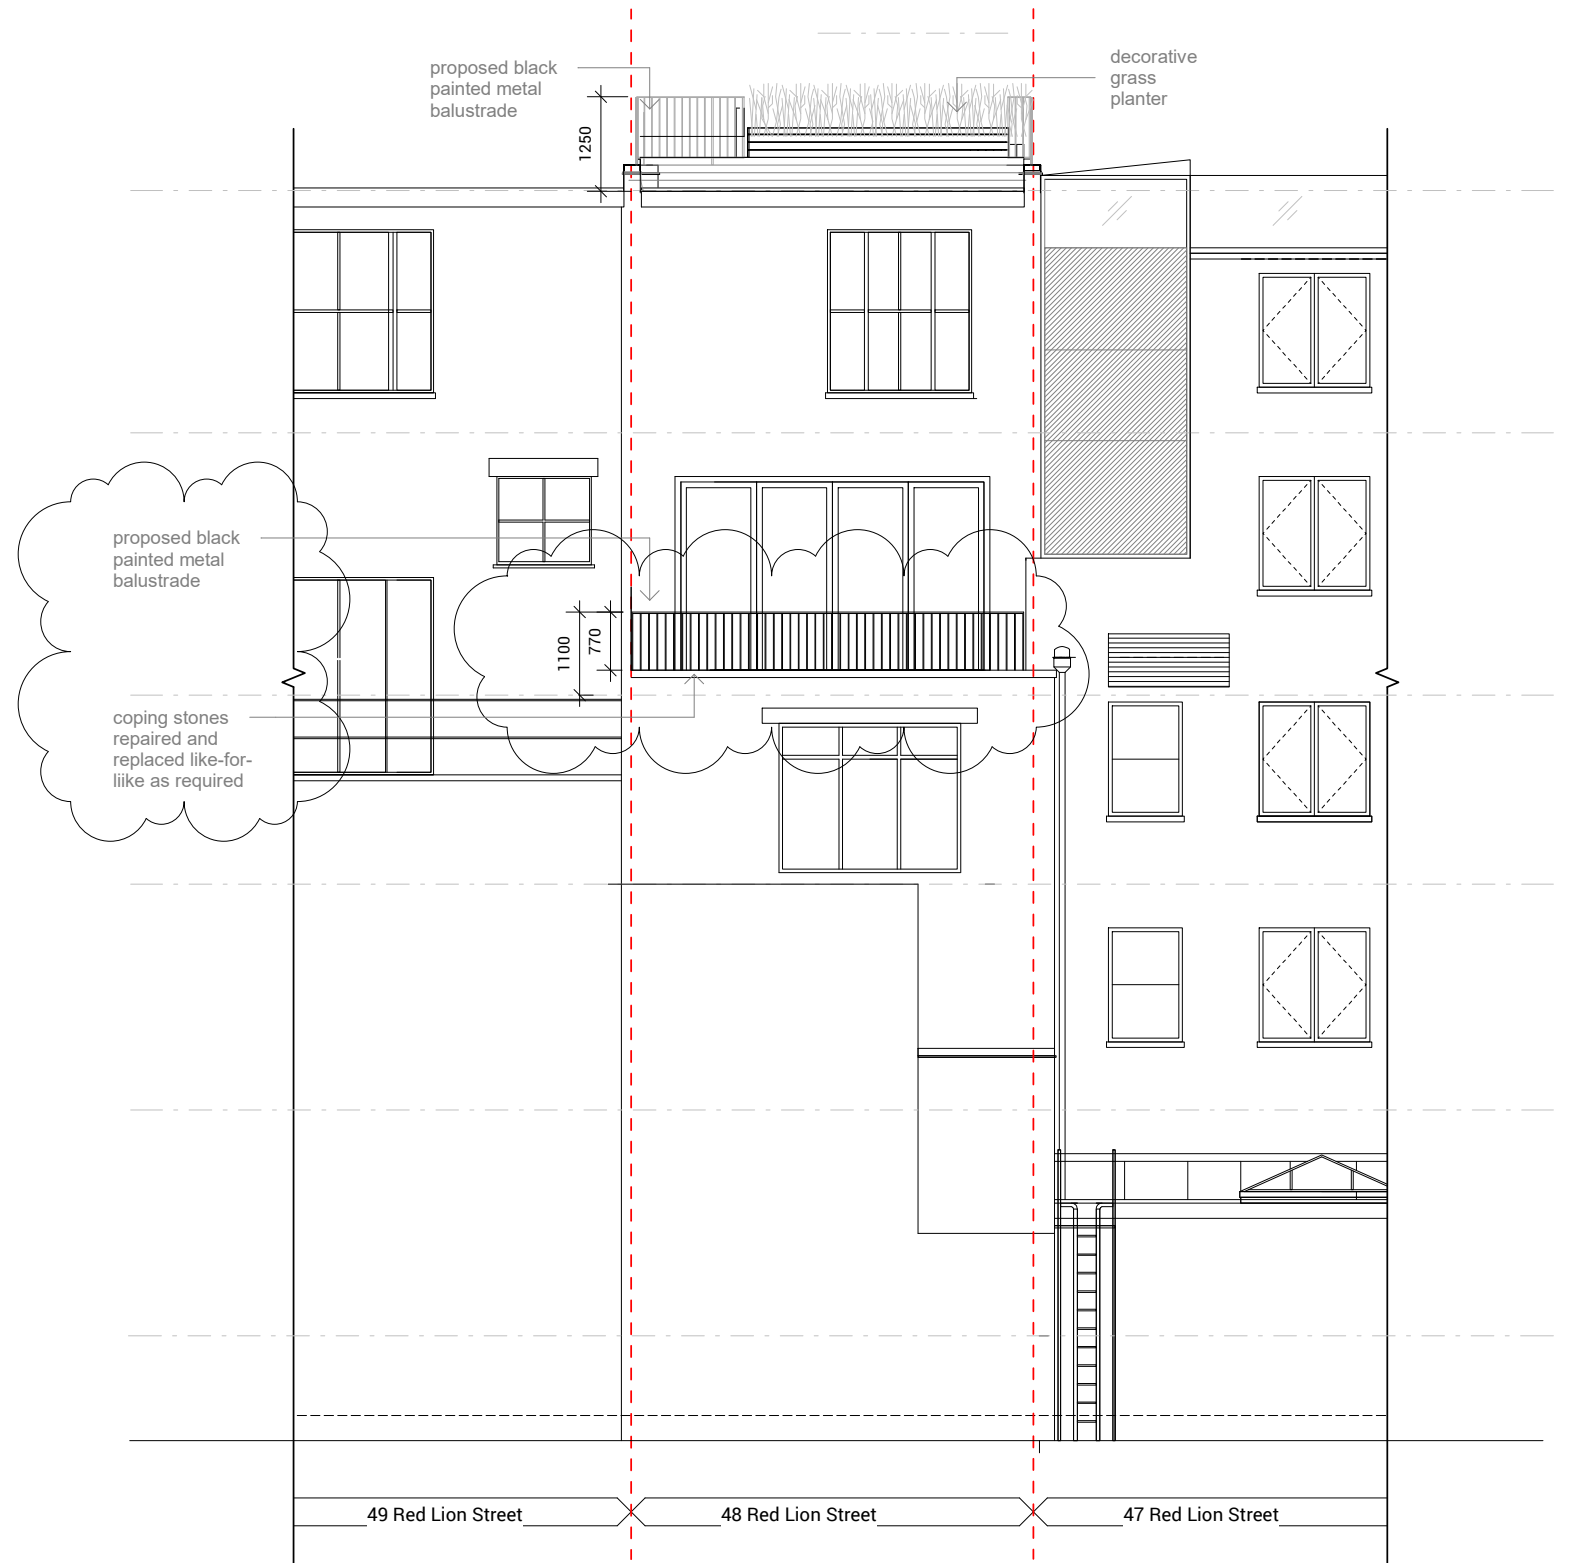 proposed black
painted metal
balustrade
decorative
grass
planter
1250
proposed black
painted metal
balustrade
1100
770
coping stones
repaired and
replaced like-for-
liike as required
49 Red Lion Street
48 Red Lion Street
47 Red Lion Street